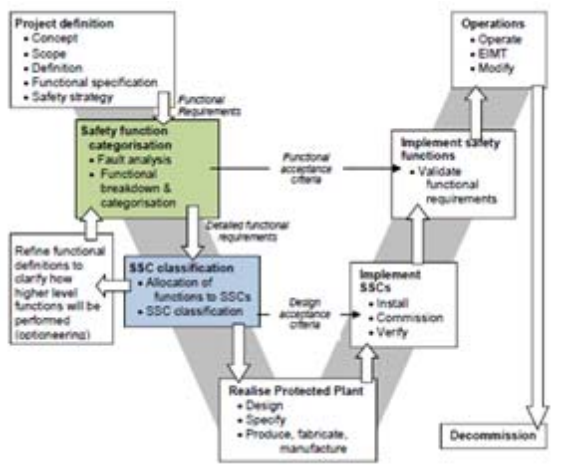 Project definition
• Concept
• Scope
• Definition
• Functional specification
• Safety strategy
Functional
Requirements
Safety function
categorisation
• Fault analysis
• Functional
breakdown &
categorisation
Functional
acceptance
criteria
Detailed functional
requirements
Refine functional
definitions to
clarify how
higher level
functions will be
performed
(optioneering)
SSC classification
• Allocation of
functions to SSCs
• SSC classification
Design
acceptance
criteria
Realise Protected Plant
• Design
• Specify
• Produce, fabricate,
manufacture
Implement
SSCs
• Install
• Commission
• Verify
Implement safety
functions
• Validate
functional
requirements
Operations
• Operate
• EIMT
• Modify
Decommission